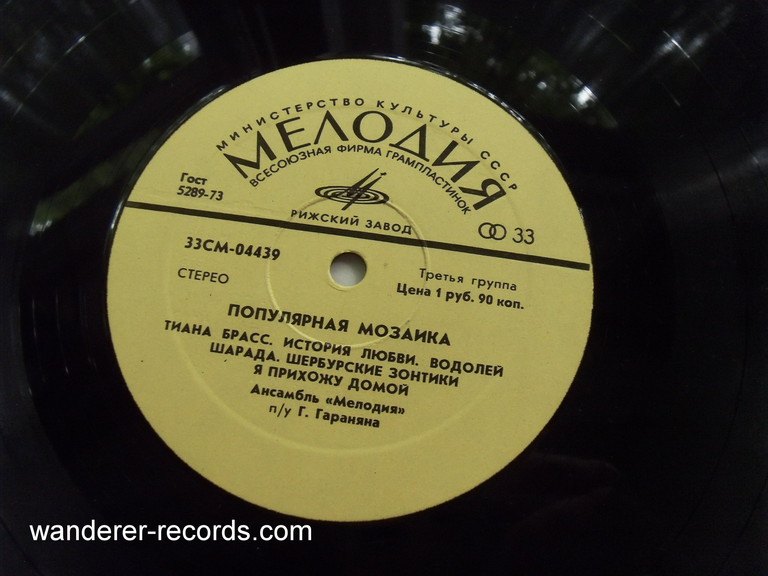 МИНИСТЕРСТВО КУЛЬТУРЫ СССР
МЕЛОДИЯ
ВСЕСОЮЗНАЯ ФИРМА ГРАМПЛАСТИНОК
Гост
5289-73
РИЖСКИЙ ЗАВОД
33
33СМ-04439
СТЕРЕО
Третья группа
Цена 1 руб. 90 коп.
ПОПУЛЯРНАЯ МОЗАИКА
ТИАНА БРАСС. ИСТОРИЯ ЛЮБВИ. ВОДОЛЕЙ
ШАРАДА. ШЕРБУРСКИЕ ЗОНТИКИ
Я ПРИХОЖУ ДОМОЙ
Ансамбль «Мелодия»
п/у Г. Гараняна
wanderer-records.com